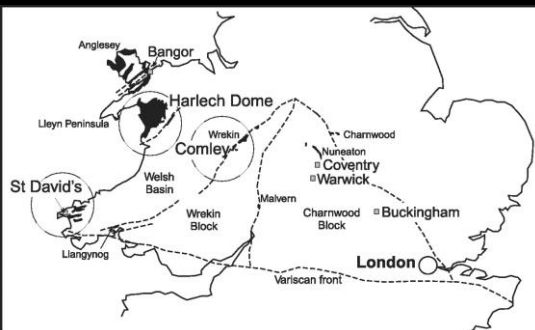 Anglesey
Bangor
Harlech Dome
Lleyn Peninsula
Wrekin
Comley
Charnwood
Nuneaton
Coventry
Warwick
St David's
Welsh
Basin
Malvern
Wrekin
Block
Charnwood
Block
Buckingham
Llangynog
London
Variscan front